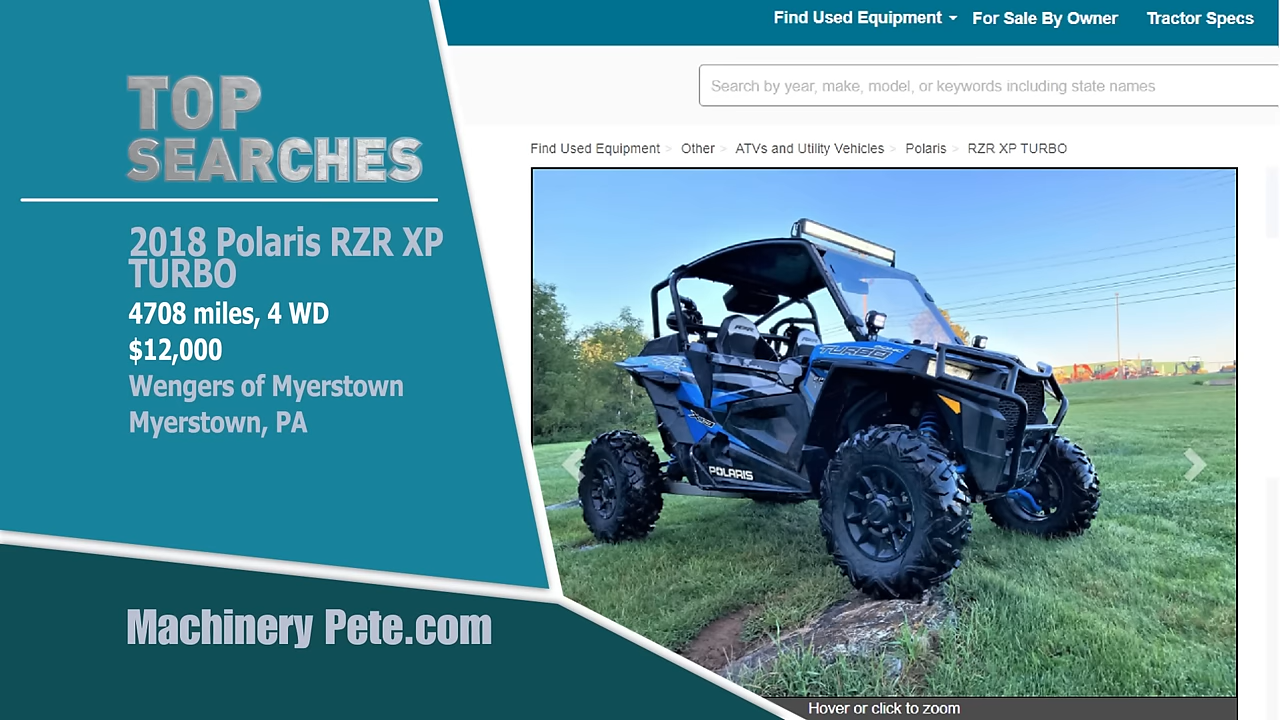 Find Used Equipment
For Sale By Owner
Tractor Specs
Search by year, make, model, or keywords including state names
Find Used Equipment > Other > ATVs and Utility Vehicles > Polaris > RZR XP TURBO
TOP
SEARCHES
2018 Polaris RZR XP
TURBO
4708 miles, 4 WD
$12,000
Wengers of Myerstown
Myerstown, PA
TURBO
POLARIS
Machinery Pete.com
Hover or click to zoom